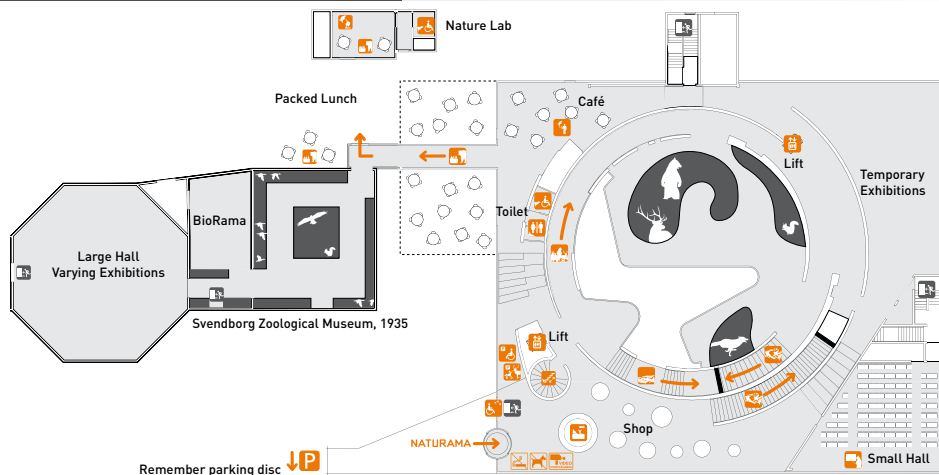 Nature Lab
Packed Lunch
Café
Lift
Temporary
Exhibitions
Toilet
BioRama
Large Hall
Varying Exhibitions
Svendborg Zoological Museum, 1935
Lift
Shop
NATURAMA
VIDEO
Small Hall
Remember parking disc
P